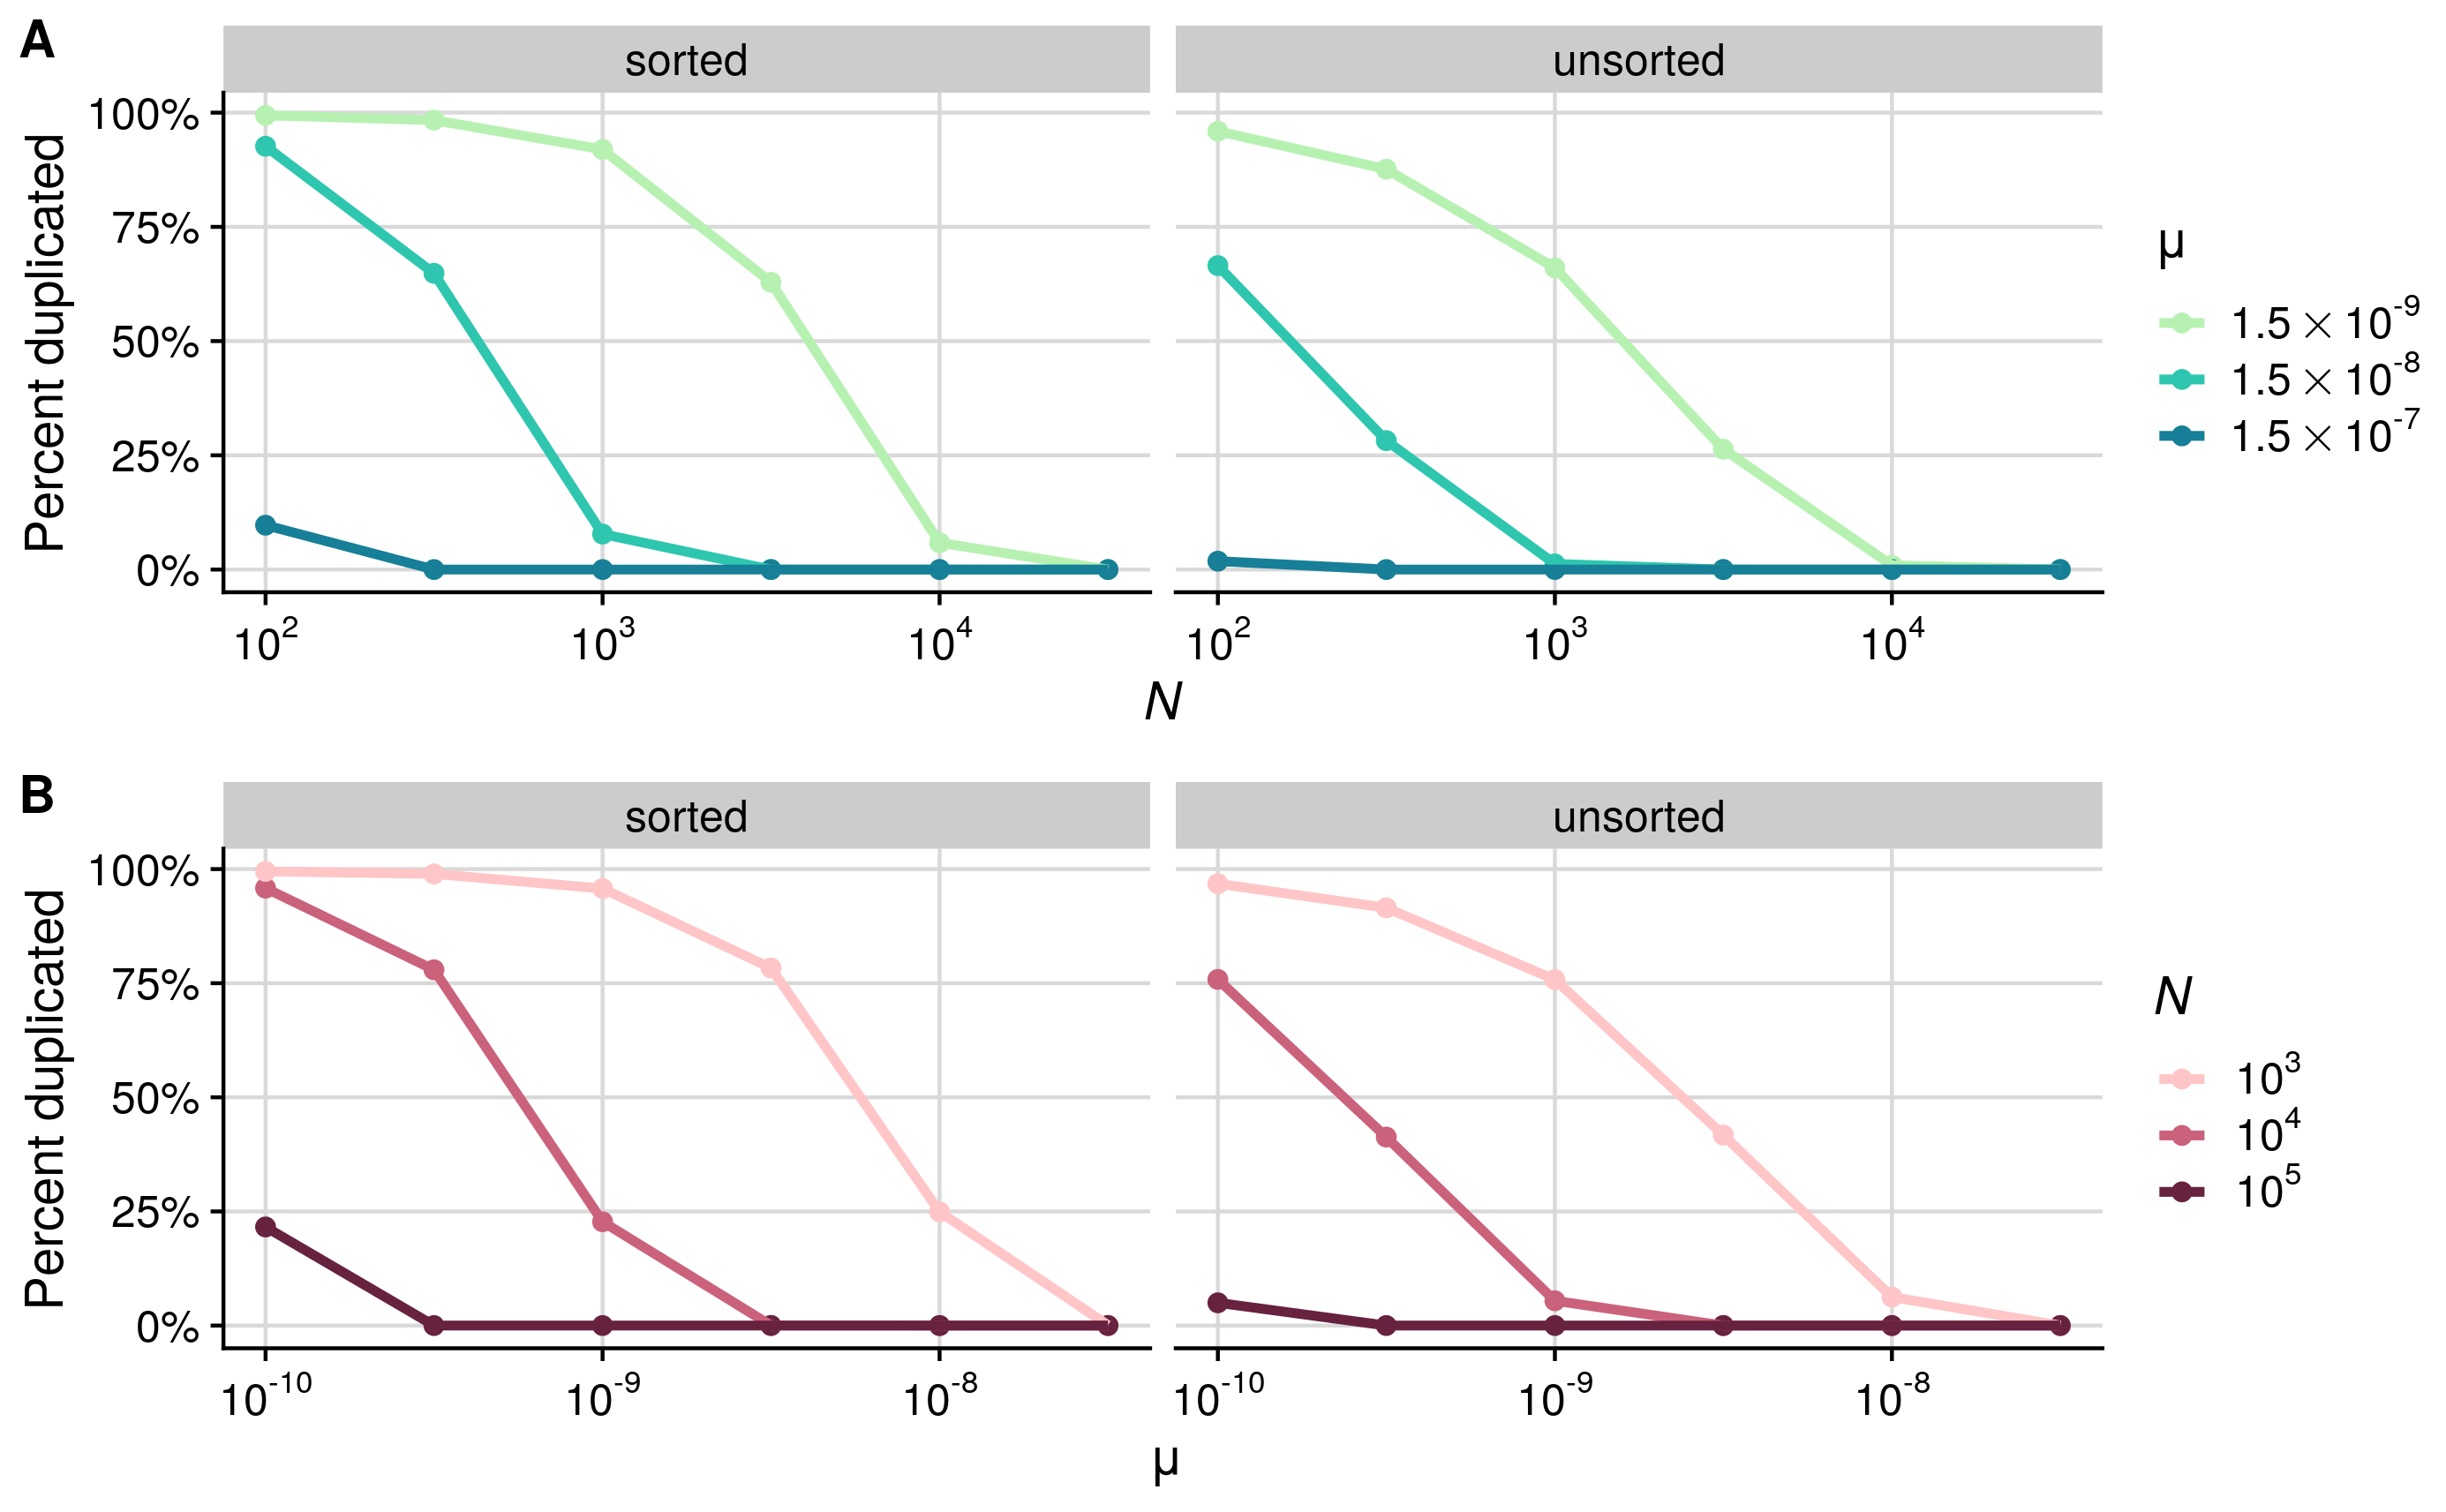 A
sorted
unsorted
Percent duplicated
100%
75%
50%
25%
0%
10²
10³
10⁴
10²
10³
10⁴
N
μ
1.5 × 10⁻⁹
1.5 × 10⁻⁸
1.5 × 10⁻⁷
B
sorted
unsorted
Percent duplicated
100%
75%
50%
25%
0%
10⁻¹⁰
10⁻⁹
10⁻⁸
10⁻¹⁰
10⁻⁹
10⁻⁸
μ
N
10³
10⁴
10⁵